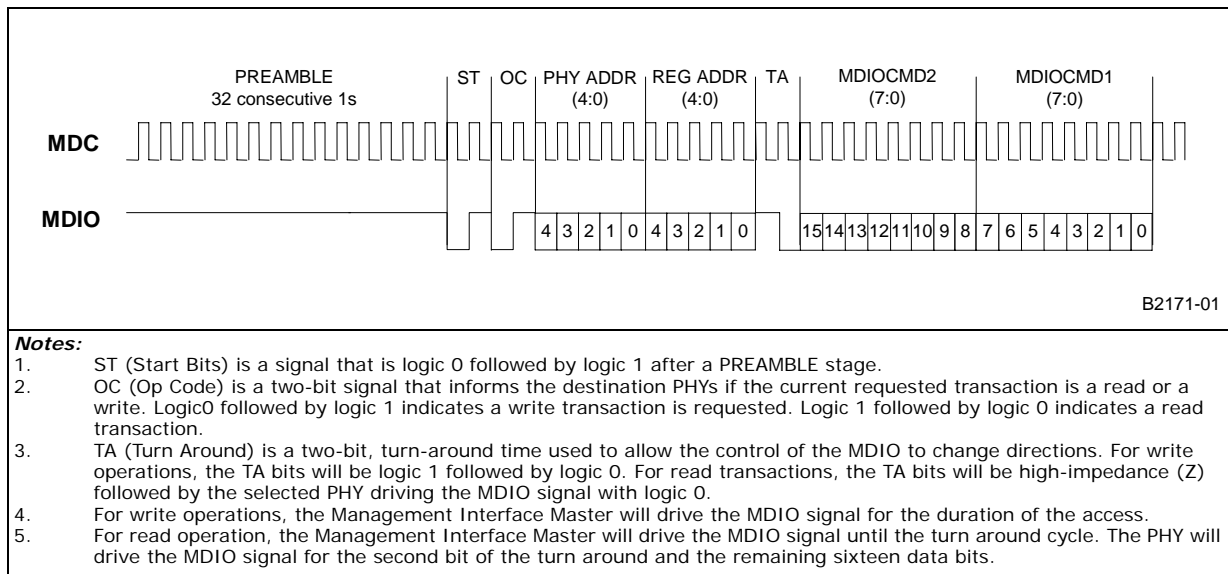 PREAMBLE
32 consecutive 1s
ST
OC
PHY ADDR
(4:0)
REG ADDR
(4:0)
TA
MDIOCMD2
(7:0)
MDIOCMD1
(7:0)
MDC
MDIO
4 3 2 1 0 4 3 2 1 0
15 14 13 12 11 10 9 8 7 6 5 4 3 2 1 0
B2171-01
Notes:
1. ST (Start Bits) is a signal that is logic 0 followed by logic 1 after a PREAMBLE stage.
2. OC (Op Code) is a two-bit signal that informs the destination PHYs if the current requested transaction is a read or a
write. Logic0 followed by logic 1 indicates a write transaction is requested. Logic 1 followed by logic 0 indicates a read
transaction.
3. TA (Turn Around) is a two-bit, turn-around time used to allow the control of the MDIO to change directions. For write
operations, the TA bits will be logic 1 followed by logic 0. For read transactions, the TA bits will be high-impedance (Z)
followed by the selected PHY driving the MDIO signal with logic 0.
4. For write operations, the Management Interface Master will drive the MDIO signal for the duration of the access.
5. For read operation, the Management Interface Master will drive the MDIO signal until the turn around cycle. The PHY will
drive the MDIO signal for the second bit of the turn around and the remaining sixteen data bits.